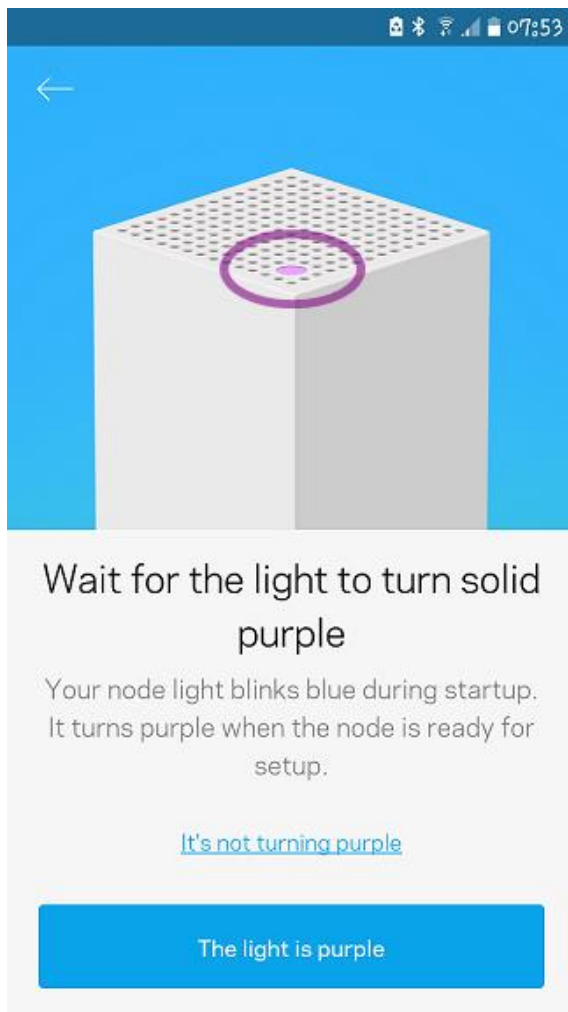 07:53
Wait for the light to turn solid
purple
Your node light blinks blue during startup.
It turns purple when the node is ready for
setup.
It's not turning purple
The light is purple